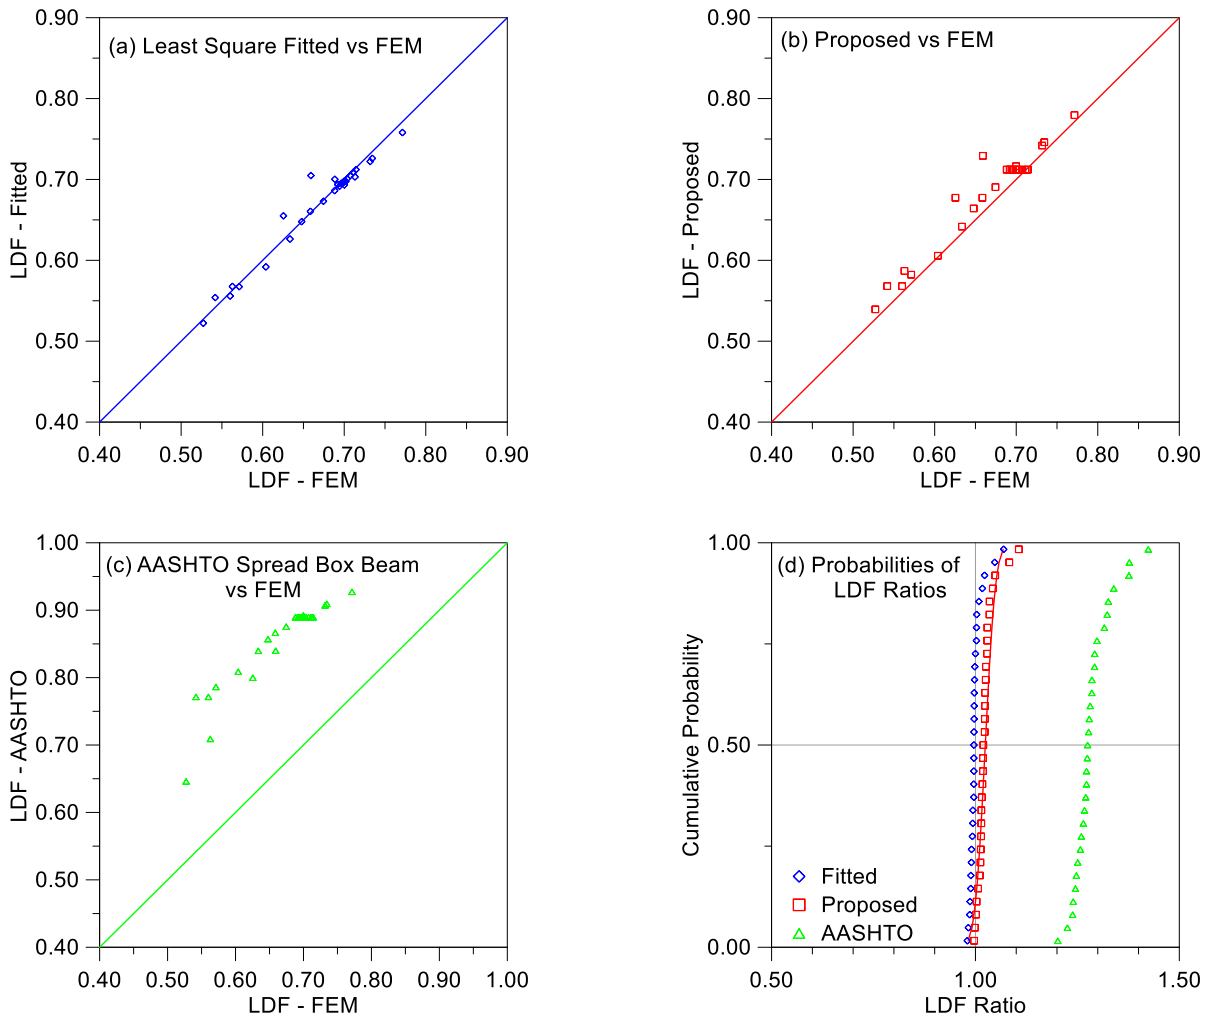 (a) Least Square Fitted vs FEM
0.90
0.80
0.70
0.60
0.50
0.40
LDF - Fitted
0.40 0.50 0.60 0.70 0.80 0.90
LDF - FEM
(b) Proposed vs FEM
0.90
0.80
0.70
0.60
0.50
0.40
LDF - Proposed
0.40 0.50 0.60 0.70 0.80 0.90
LDF - FEM
(c) AASHTO Spread Box Beam
vs FEM
1.00
0.90
0.80
0.70
0.60
0.50
0.40
LDF - AASHTO
0.40 0.50 0.60 0.70 0.80 0.90 1.00
LDF - FEM
(d) Probabilities of
LDF Ratios
1.00
0.50
0.00
Cumulative Probability
Fitted
Proposed
AASHTO
0.50 1.00 1.50
LDF Ratio